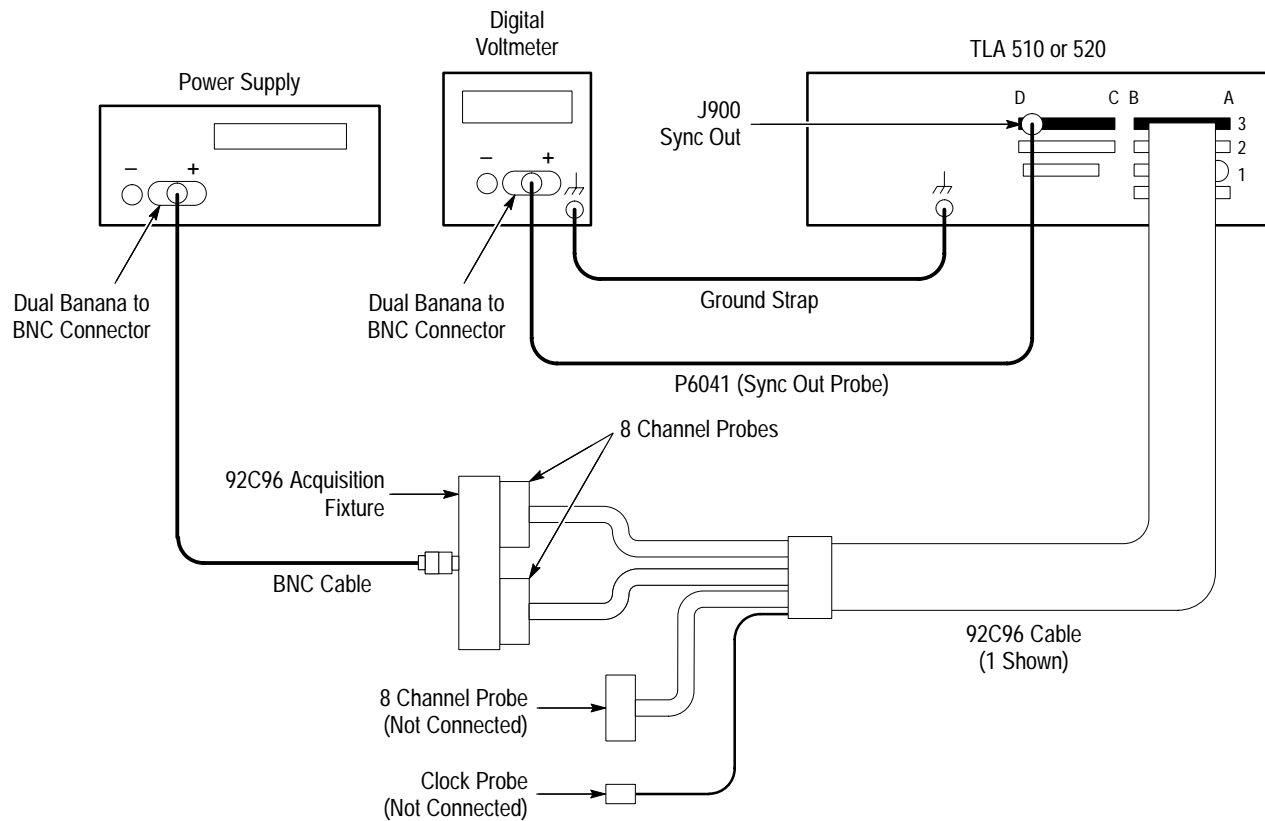 Digital
Voltmeter
TLA 510 or 520
Power Supply
D
C
B
A
J900
Sync Out
3
2
1
–
+
–
+
Dual Banana to
BNC Connector
Dual Banana to
BNC Connector
Ground Strap
P6041 (Sync Out Probe)
8 Channel Probes
92C96 Acquisition
Fixture
BNC Cable
92C96 Cable
(1 Shown)
8 Channel Probe
(Not Connected)
Clock Probe
(Not Connected)